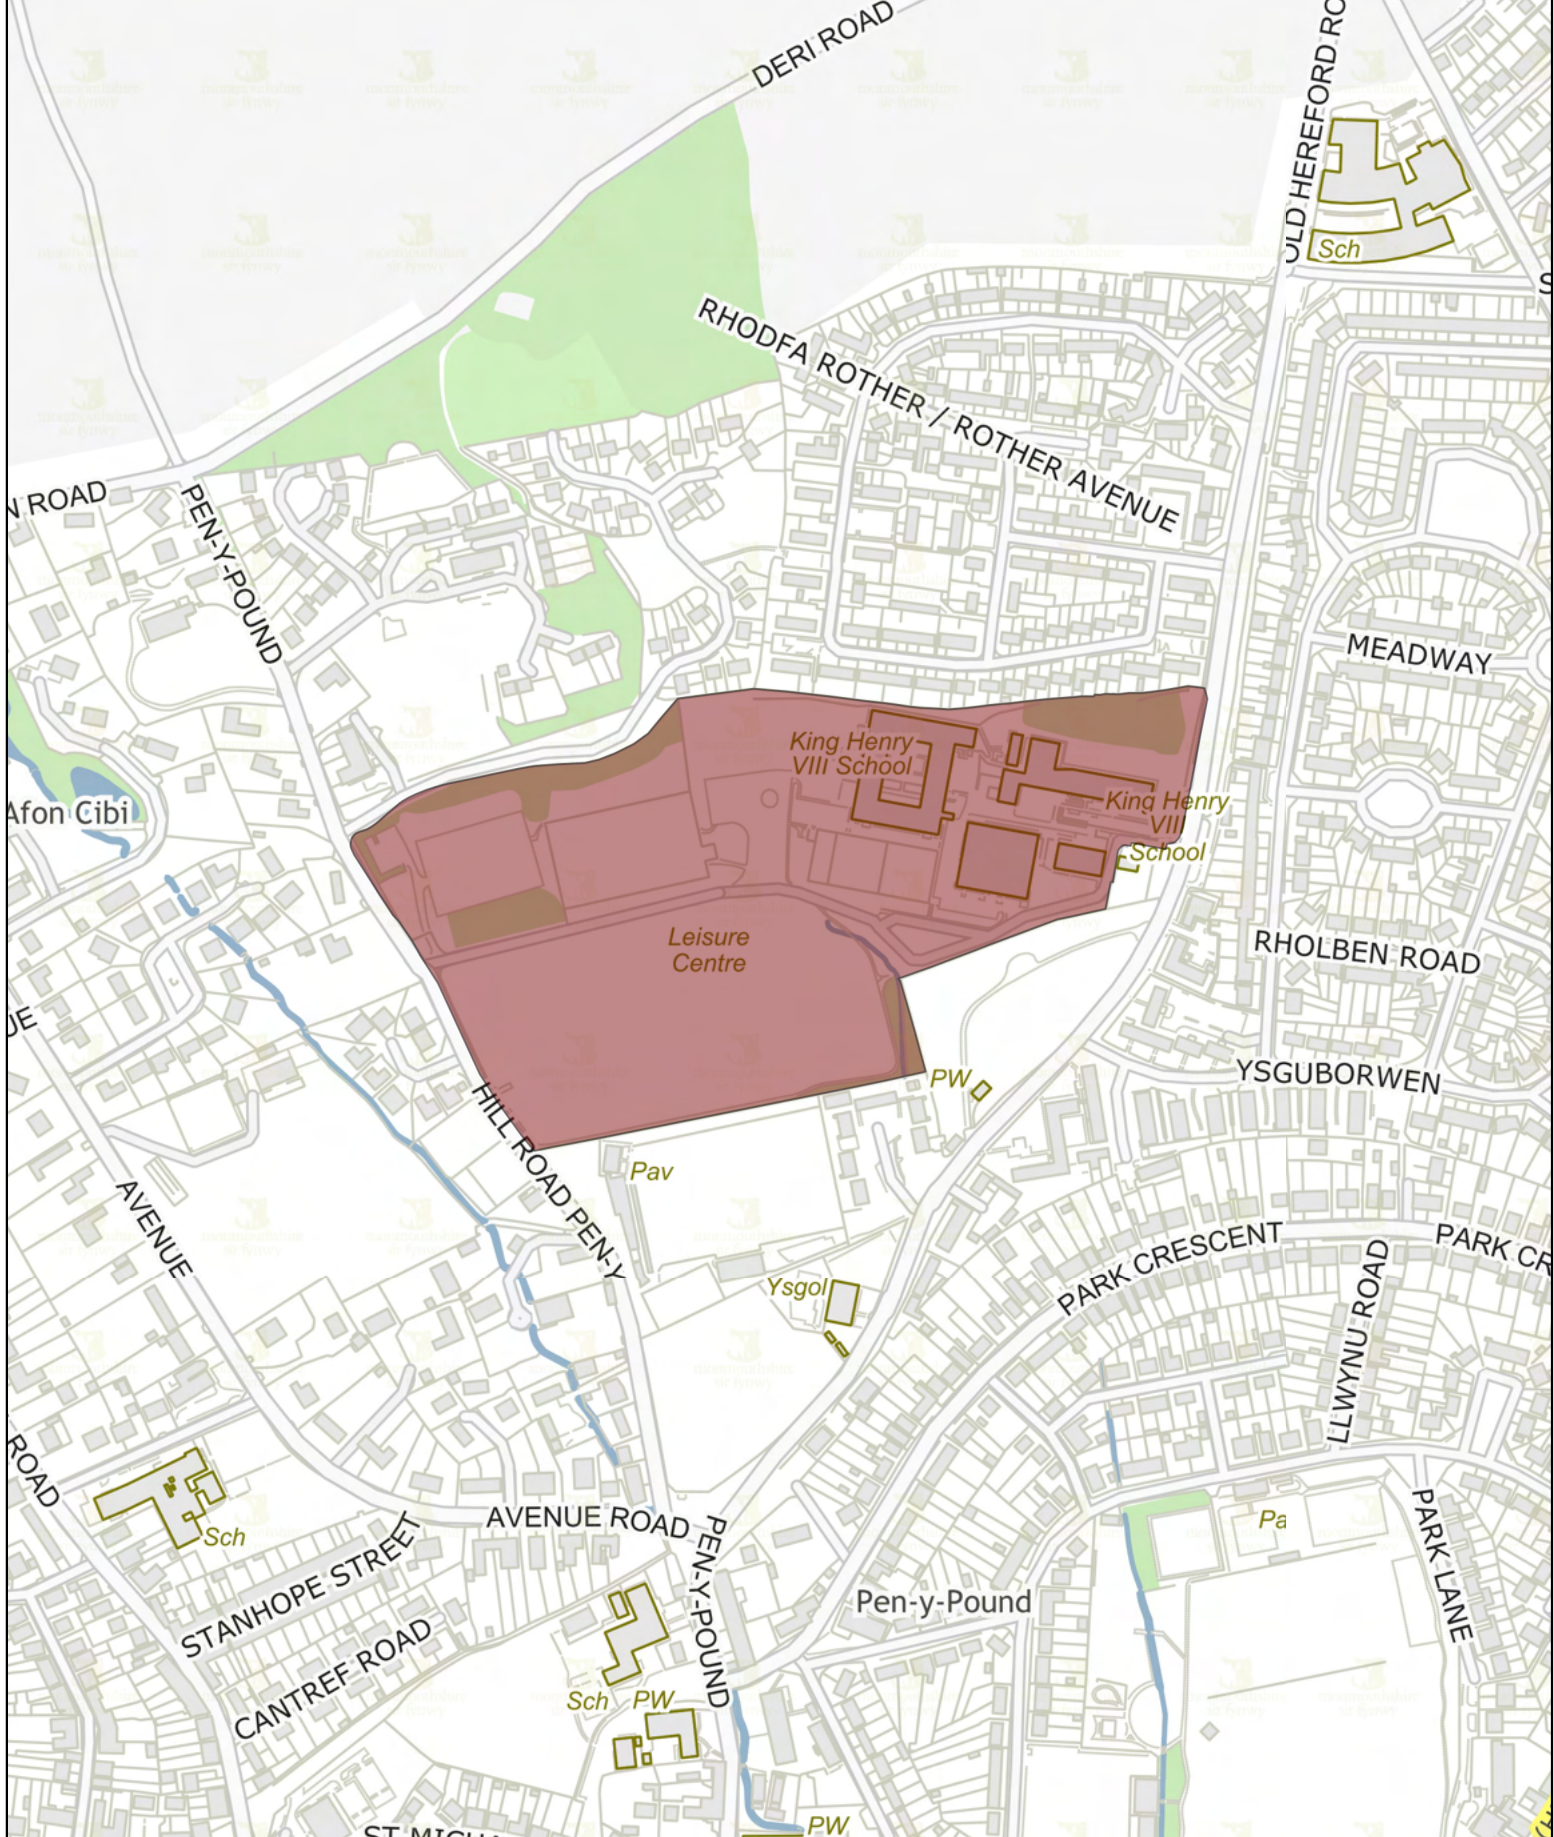 DERI ROAD
OLD HEREFORD RO
Sch
S
RHODFA ROTHER / ROTHER AVENUE
N ROAD
PEN-Y-POUND
MEADWAY
King Henry
VIII School
King Henry
VIII
School
Afon Cibi
Leisure
Centre
RHOLBEN ROAD
UE
YSGUBORWEN
PW
HILL ROAD PEN-Y
Pav
AVENUE
PARK CRESCENT
PARK CR
LLWYNU ROAD
Ysgol
ROAD
Sch
AVENUE ROAD
STANHOPE STREET
PEN-Y-POUND
Pa
PARK LANE
Pen-y-Pound
CANTREF ROAD
Sch
PW
PW